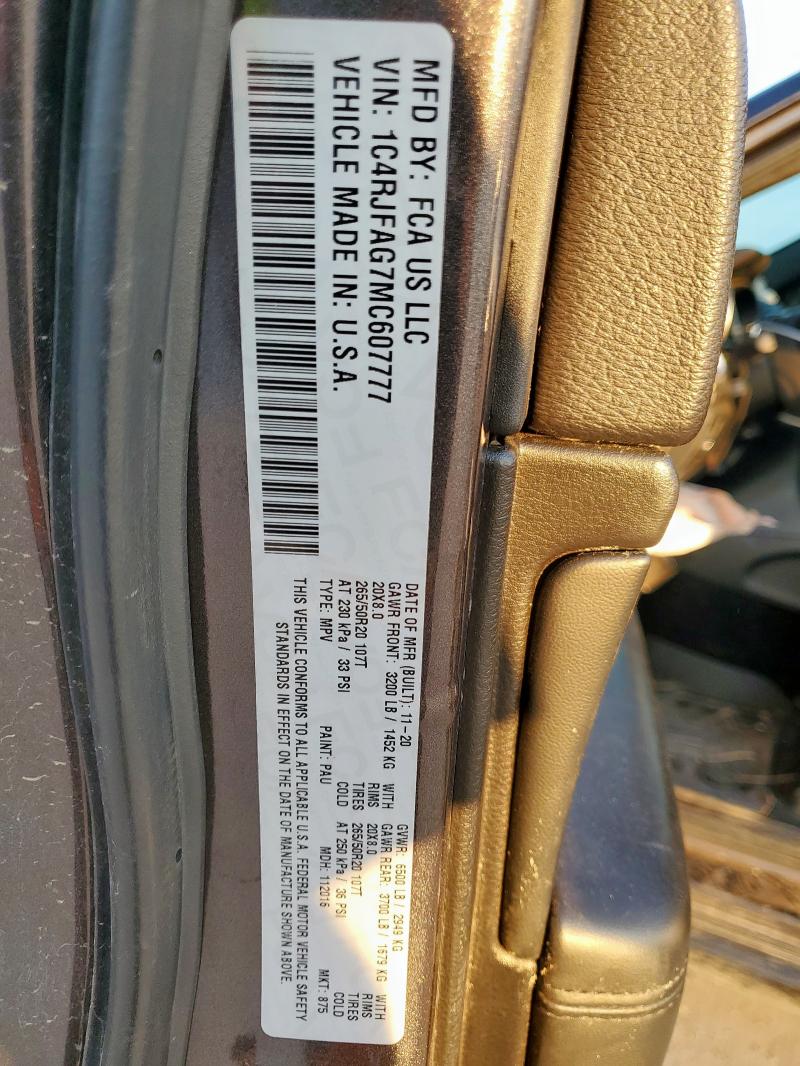 MFD BY: FCA US LLC
VIN: 1C4RJFAG7MC607777
VEHICLE MADE IN: U.S.A.
DATE OF MFR (BUILT): 11-20 GVWR: 6500 LB / 2949 KG
GAWR FRONT: 3200 LB / 1452 KG WITH GAWR REAR: 3700 LB / 1679 KG WITH
20X8.0 RIMS 20X8.0 RIMS
265/50R20 107T TIRES 265/50R20 107T TIRES
AT 230 kPa / 33 PSI COLD AT 250 kPa / 36 PSI COLD
TYPE: MPV PAINT: PAU MDH: 112016 MKT: 875
THIS VEHICLE CONFORMS TO ALL APPLICABLE U.S.A. FEDERAL MOTOR VEHICLE SAFETY
STANDARDS IN EFFECT ON THE DATE OF MANUFACTURE SHOWN ABOVE.